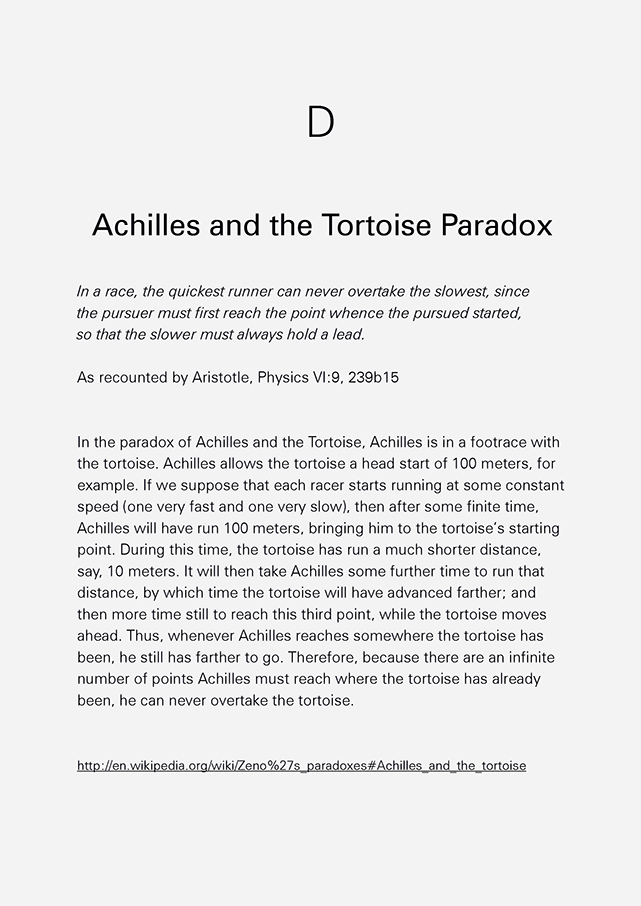 D
Achilles and the Tortoise Paradox
In a race, the quickest runner can never overtake the slowest, since
the pursuer must first reach the point whence the pursued started,
so that the slower must always hold a lead.
As recounted by Aristotle, Physics VI:9, 239b15
In the paradox of Achilles and the Tortoise, Achilles is in a footrace with
the tortoise. Achilles allows the tortoise a head start of 100 meters, for
example. If we suppose that each racer starts running at some constant
speed (one very fast and one very slow), then after some finite time,
Achilles will have run 100 meters, bringing him to the tortoise's starting
point. During this time, the tortoise has run a much shorter distance,
say, 10 meters. It will then take Achilles some further time to run that
distance, by which time the tortoise will have advanced farther; and
then more time still to reach this third point, while the tortoise moves
ahead. Thus, whenever Achilles reaches somewhere the tortoise has
been, he still has farther to go. Therefore, because there are an infinite
number of points Achilles must reach where the tortoise has already
been, he can never overtake the tortoise.
http://en.wikipedia.org/wiki/Zeno%27s_paradoxes#Achilles_and_the_tortoise